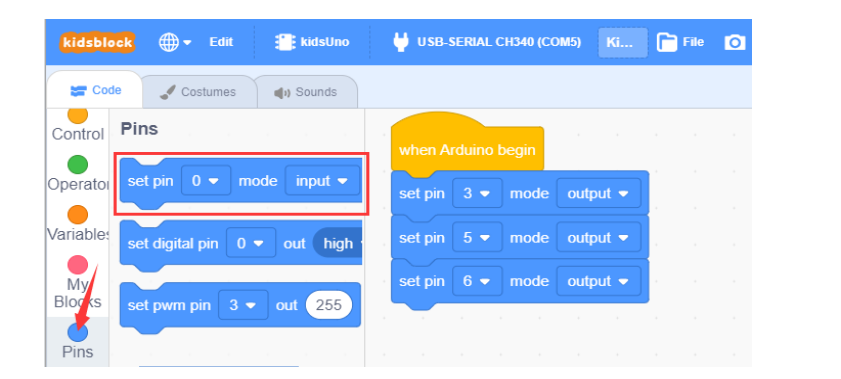 kidsblock Edit kidsUno USB-SERIAL CH340 (COM5) Ki... File
Code Costumes Sounds
Control
Operator
Variables
My
Blocks
Pins
Pins
set pin 0 mode input
set digital pin 0 out high
set pwm pin 3 out 255
when Arduino begin
set pin 3 mode output
set pin 5 mode output
set pin 6 mode output